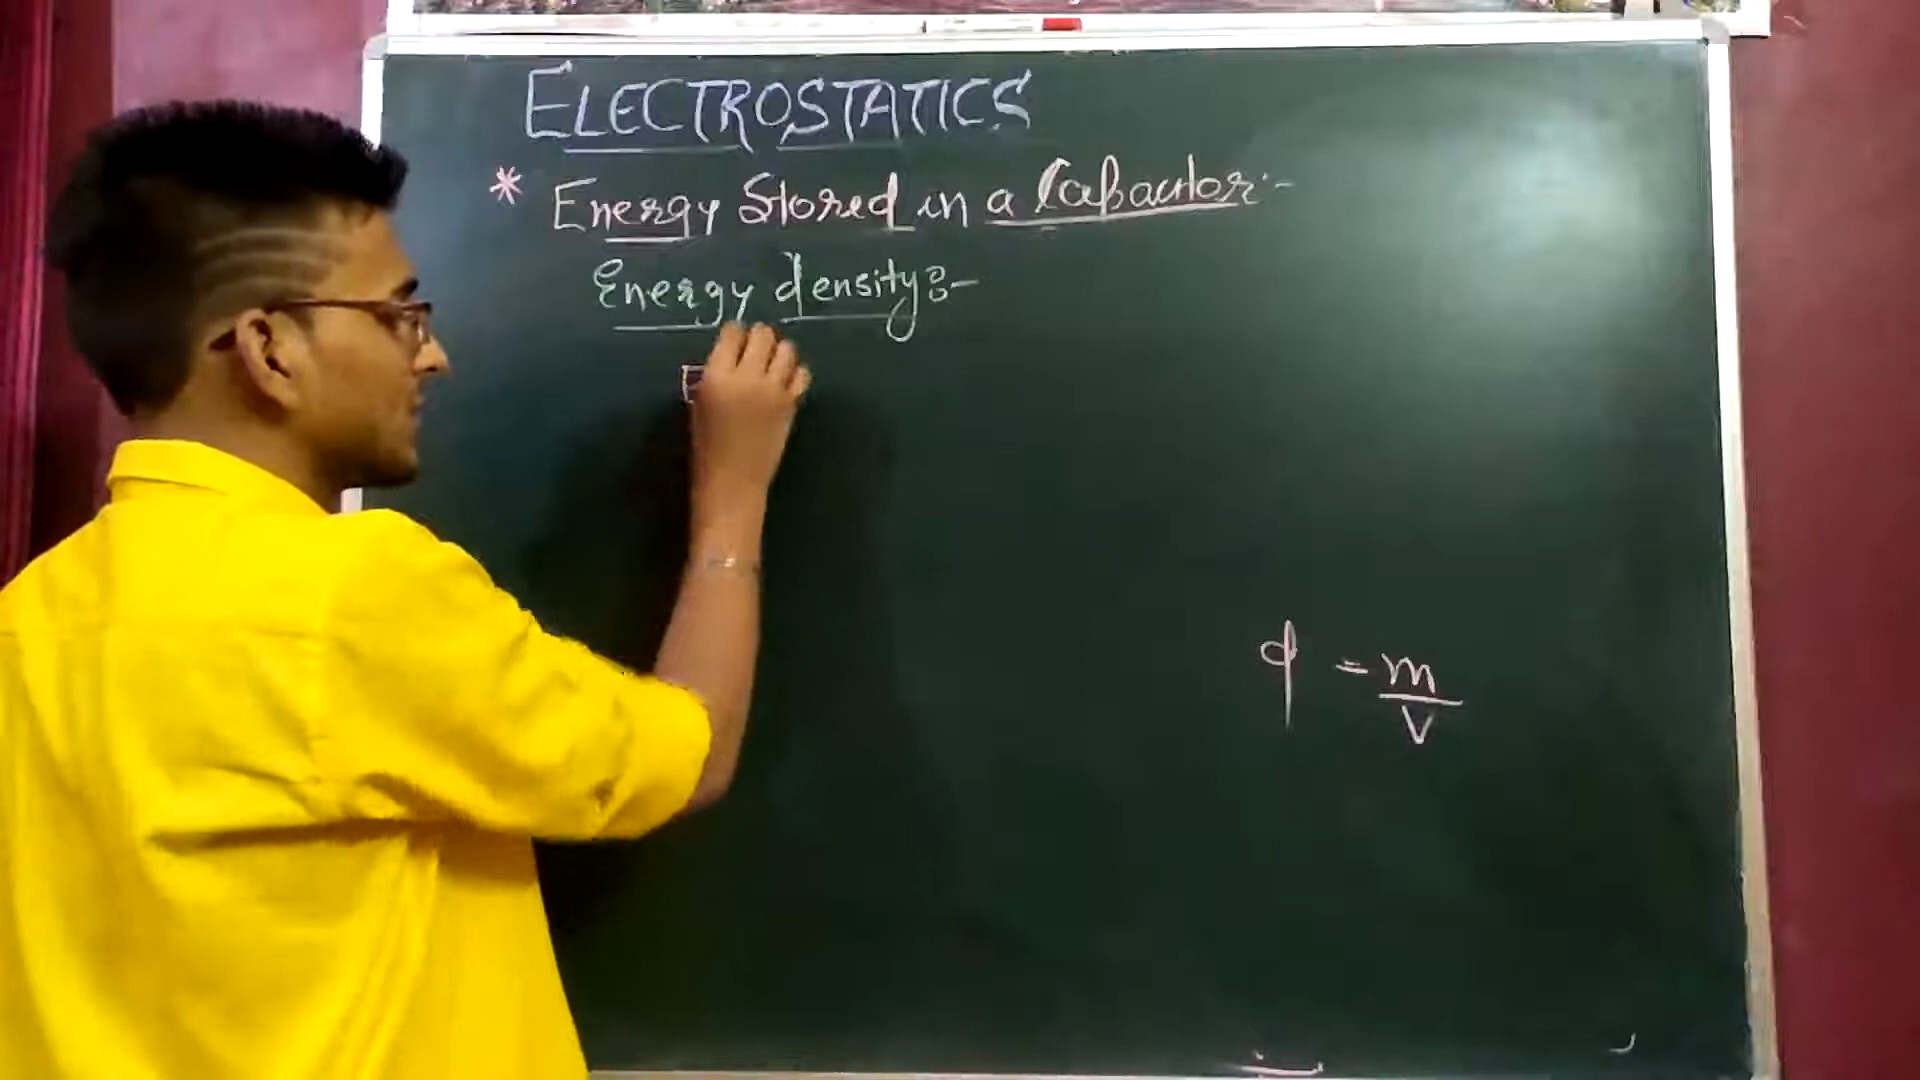 ELECTROSTATICS
* Energy Stored in a Capacitor:-
Energy density:-
E
d = m
V